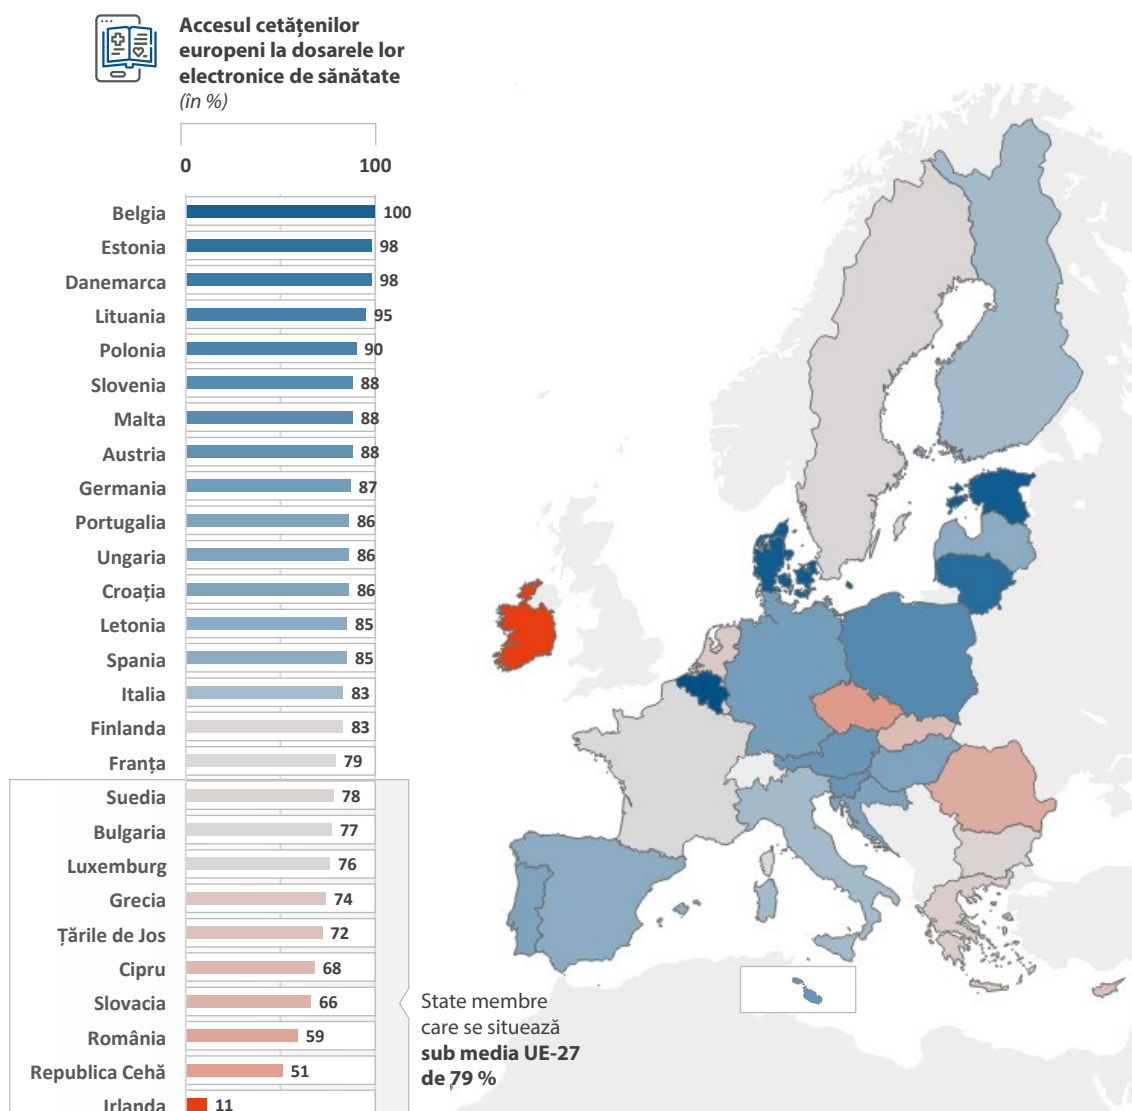 Accesul cetățenilor
europeni la dosarele lor
electronice de sănătate
(în %)
0 100
Belgia 100
Estonia 98
Danemarca 98
Lituania 95
Polonia 90
Slovenia 88
Malta 88
Austria 88
Germania 87
Portugalia 86
Ungaria 86
Croația 86
Letonia 85
Spania 85
Italia 83
Finlanda 83
Franța 79
Suedia 78
Bulgaria 77
Luxemburg 76
Grecia 74
Țările de Jos 72
Cipru 68
Slovacia 66
România 59
Republica Cehă 51
Irlanda 11
State membre
care se situează
sub media UE-27
de 79 %